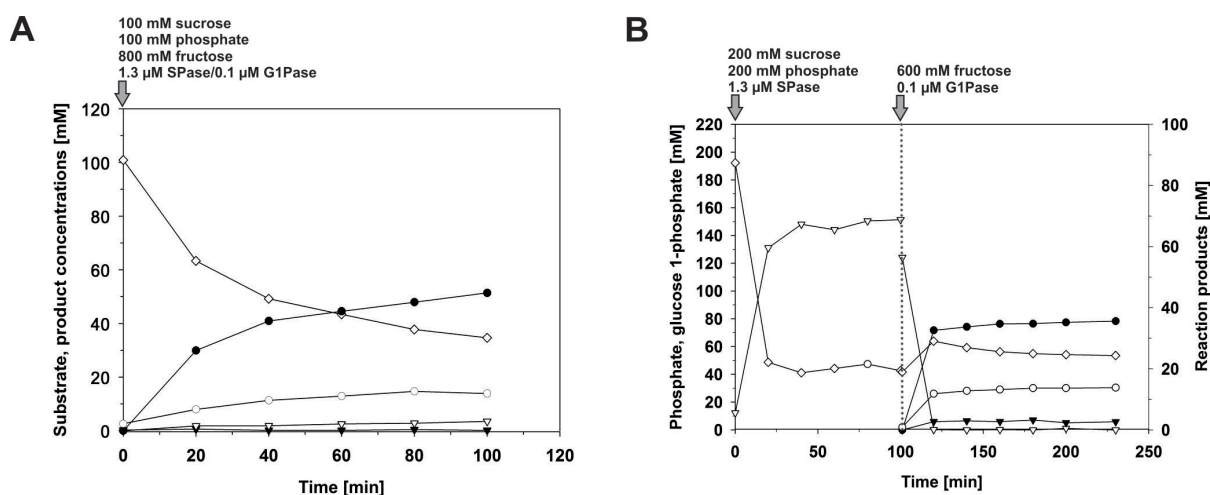 A
100 mM sucrose
100 mM phosphate
800 mM fructose
1.3 µM SPase/0.1 µM G1Pase
Substrate, product concentrations [mM]
120
100
80
60
40
20
0
0 20 40 60 80 100 120
Time [min]
B
200 mM sucrose
200 mM phosphate
1.3 µM SPase
600 mM fructose
0.1 µM G1Pase
Phosphate, glucose 1-phosphate [mM]
220
200
180
160
140
120
100
80
60
40
20
0
100
80
60
40
20
0
Reaction products [mM]
0 50 100 150 200 250
Time [min]